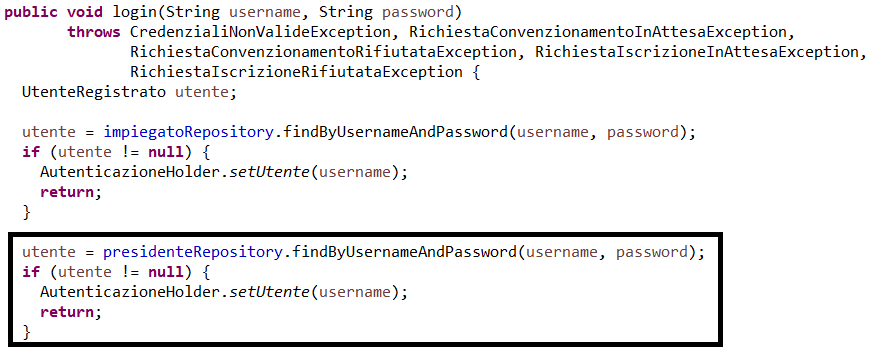 public void login(String username, String password)
throws CredenzialiNonValideException, RichiestaConvenzionamentoInAttesaException,
RichiestaConvenzionamentoRifiutataException, RichiestaIscrizioneInAttesaException,
RichiestaIscrizioneRifiutataException {
UtenteRegistrato utente;
utente = impiegatoRepository.findByUsernameAndPassword(username, password);
if (utente != null) {
AutenticazioneHolder.setUtente(username);
return;
}
utente = presidenteRepository.findByUsernameAndPassword(username, password);
if (utente != null) {
AutenticazioneHolder.setUtente(username);
return;
}